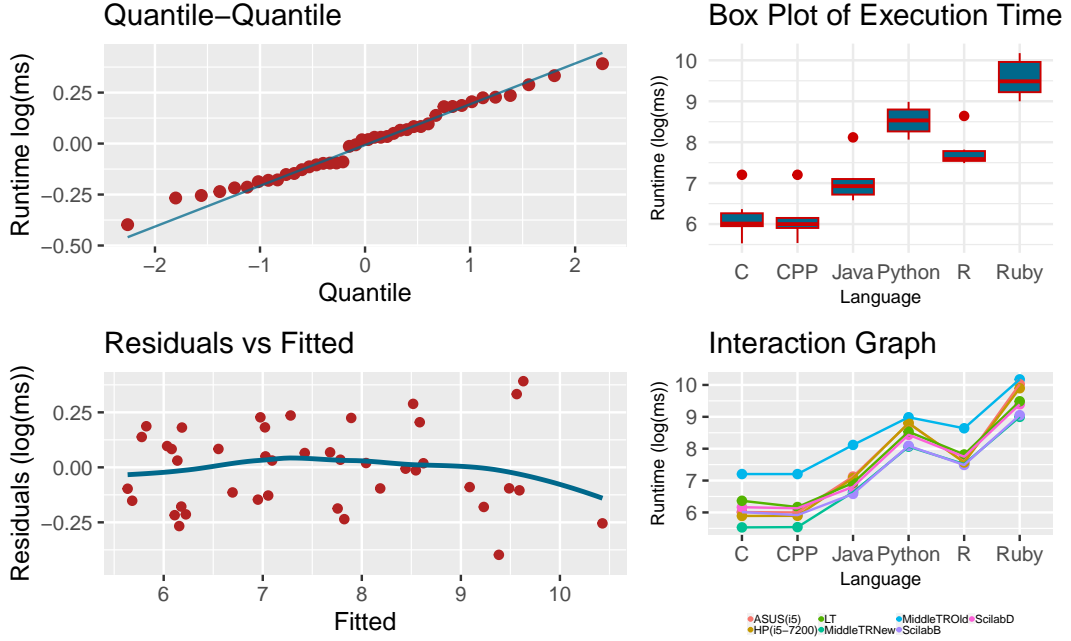 Quantile−Quantile
Runtime log(ms)
0.25
0.00
−0.25
−0.50
−2 −1 0 1 2
Quantile
Box Plot of Execution Time
Runtime (log(ms))
10
9
8
7
6
C CPP Java Python R Ruby
Language
Residuals vs Fitted
Residuals (log(ms))
0.25
0.00
−0.25
6 7 8 9 10
Fitted
Interaction Graph
Runtime (log(ms))
10
9
8
7
6
C CPP Java Python R Ruby
Language
ASUS(i5) LT MiddleTROld ScilabD
HP(i5−7200) MiddleTRNew ScilabB